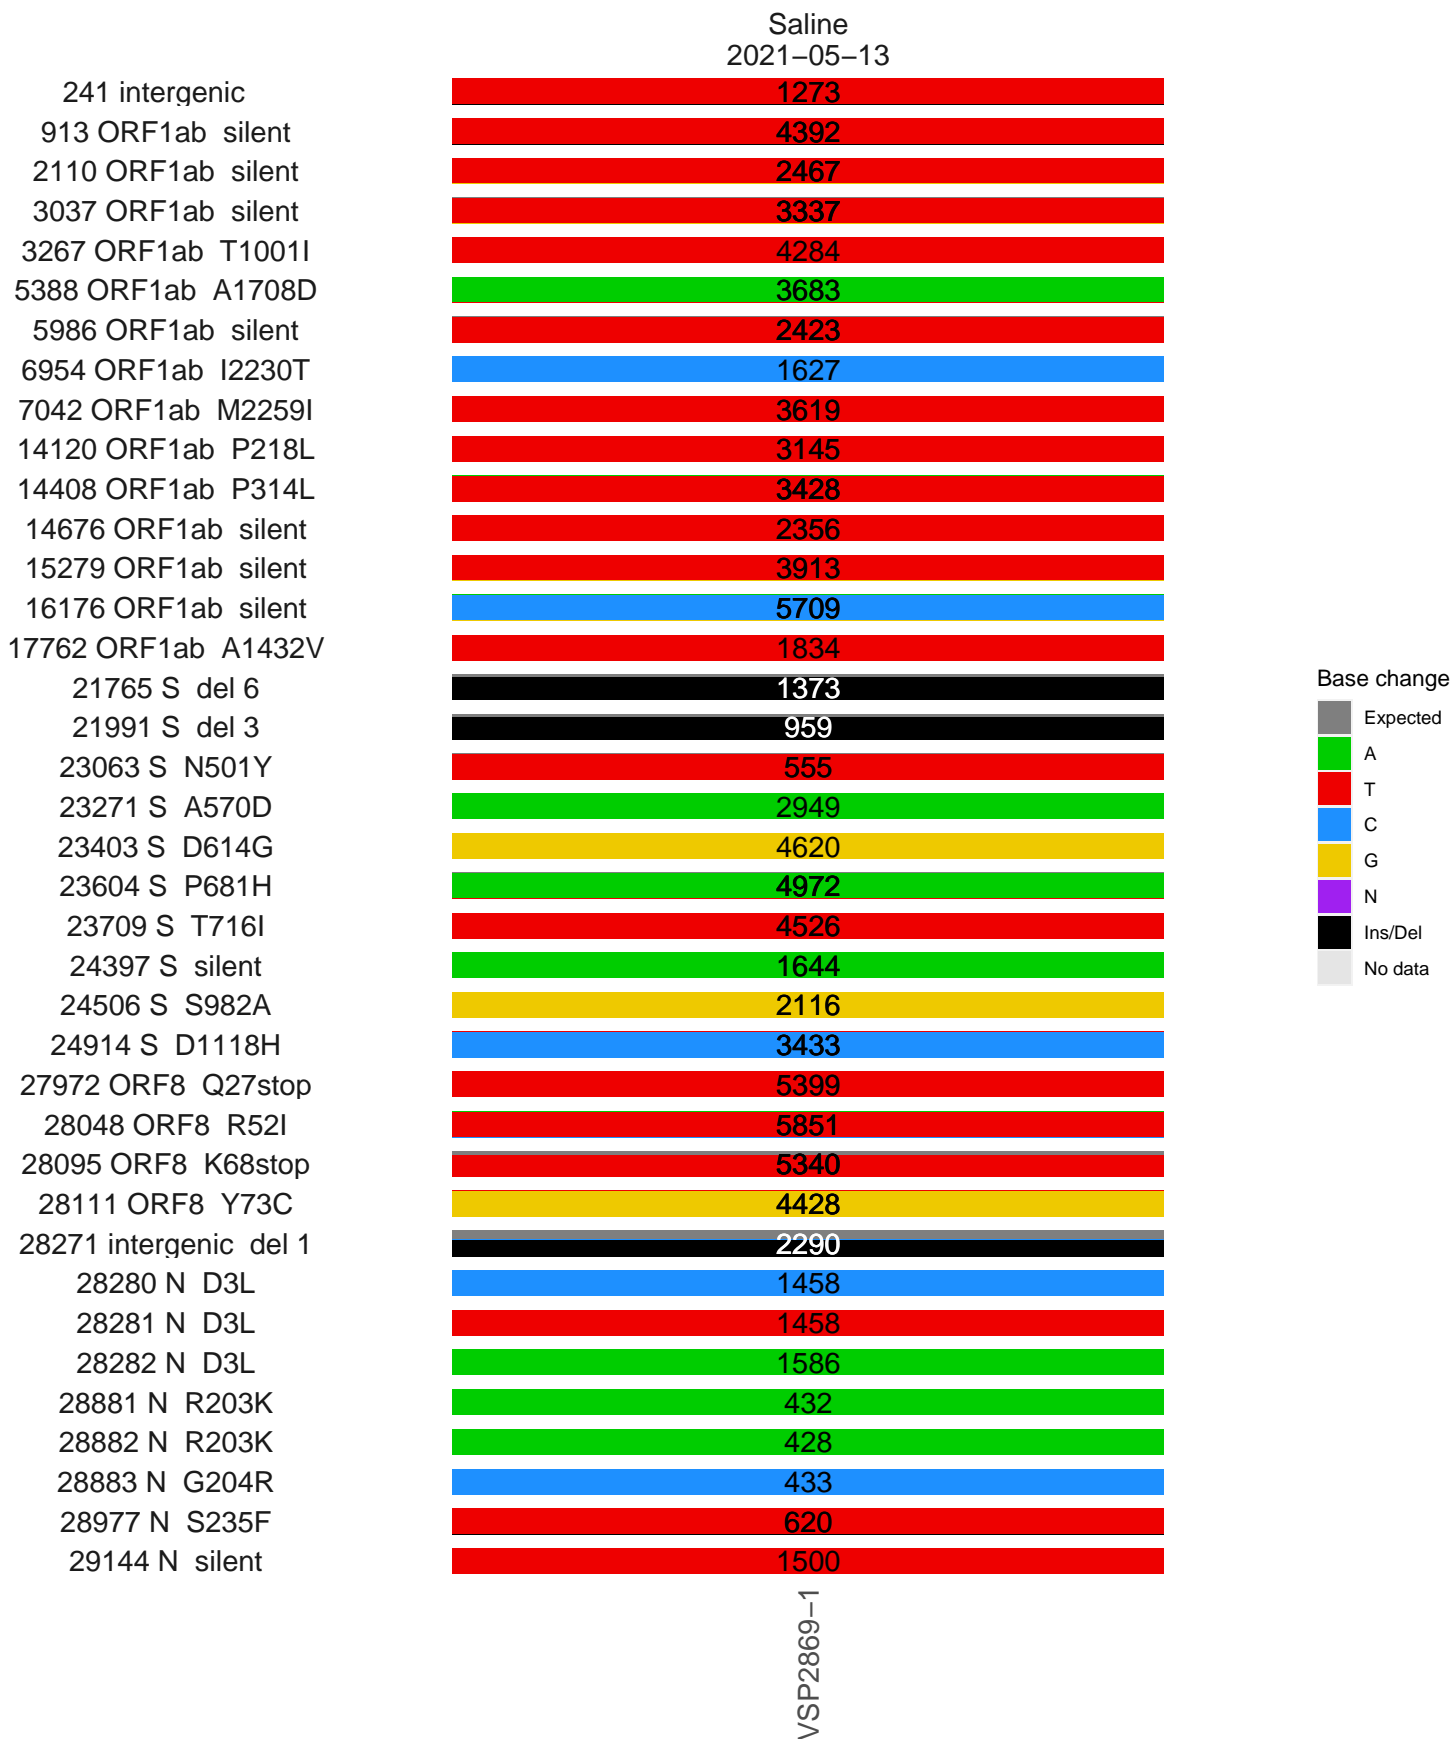 Saline
2021−05−13
241 intergenic 1273
913 ORF1ab silent 4392
2110 ORF1ab silent 2467
3037 ORF1ab silent 3337
3267 ORF1ab T1001I 4284
5388 ORF1ab A1708D 3683
5986 ORF1ab silent 2423
6954 ORF1ab I2230T 1627
7042 ORF1ab M2259I 3619
14120 ORF1ab P218L 3145
14408 ORF1ab P314L 3428
14676 ORF1ab silent 2356
15279 ORF1ab silent 3913
16176 ORF1ab silent 5709
17762 ORF1ab A1432V 1834
21765 S del 6 1373
21991 S del 3 959
23063 S N501Y 555
23271 S A570D 2949
23403 S D614G 4620
23604 S P681H 4972
23709 S T716I 4526
24397 S silent 1644
24506 S S982A 2116
24914 S D1118H 3433
27972 ORF8 Q27stop 5399
28048 ORF8 R52I 5851
28095 ORF8 K68stop 5340
28111 ORF8 Y73C 4428
28271 intergenic del 1 2290
28280 N D3L 1458
28281 N D3L 1458
28282 N D3L 1586
28881 N R203K 432
28882 N R203K 428
28883 N G204R 433
28977 N S235F 620
29144 N silent 1500
VSP2869−1
Base change
Expected
A
T
C
G
N
Ins/Del
No data